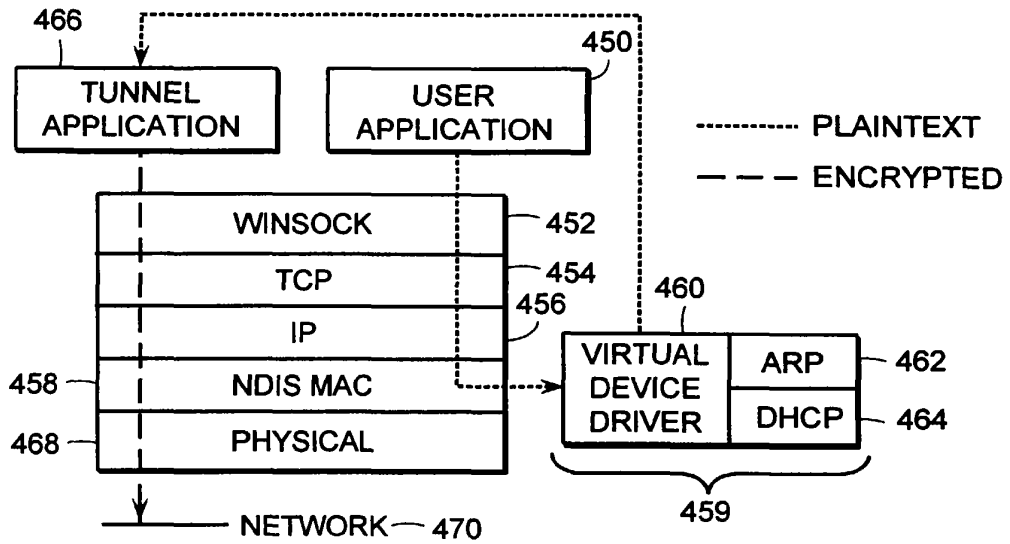 466
450
TUNNEL
APPLICATION
USER
APPLICATION
PLAINTEXT
ENCRYPTED
WINSOCK
452
TCP
454
IP
456
458
NDIS MAC
468
PHYSICAL
460
VIRTUAL
DEVICE
DRIVER
ARP
462
DHCP
464
459
NETWORK
470